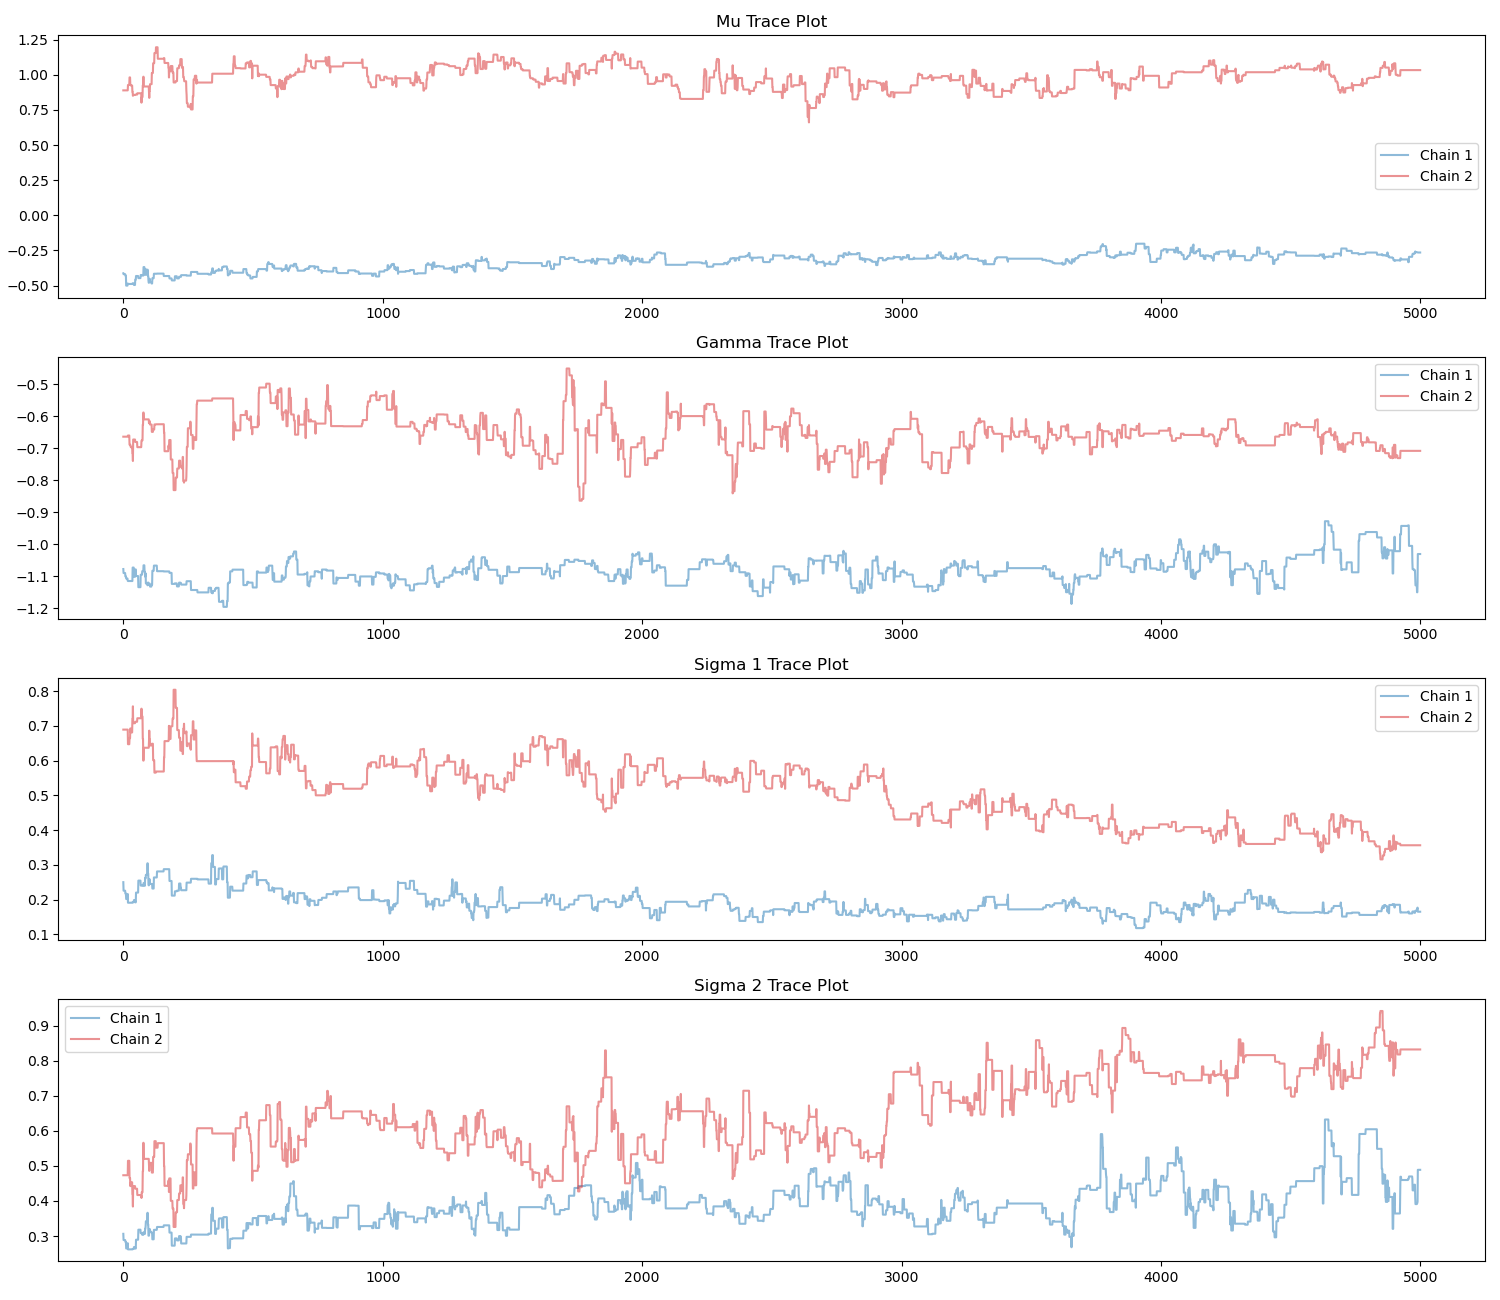 Mu Trace Plot
1.25
1.00
0.75
0.50
0.25
0.00
−0.25
−0.50
Chain 1
Chain 2
0 1000 2000 3000 4000 5000
Gamma Trace Plot
−0.5
−0.6
−0.7
−0.8
−0.9
−1.0
−1.1
−1.2
Chain 1
Chain 2
0 1000 2000 3000 4000 5000
Sigma 1 Trace Plot
0.8
0.7
0.6
0.5
0.4
0.3
0.2
0.1
Chain 1
Chain 2
0 1000 2000 3000 4000 5000
Sigma 2 Trace Plot
Chain 1
Chain 2
0.9
0.8
0.7
0.6
0.5
0.4
0.3
0 1000 2000 3000 4000 5000